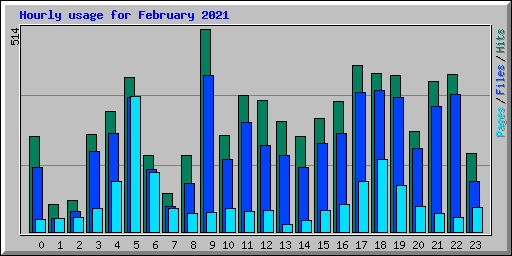 Hourly usage for February 2021
514
Pages / Files / Hits
0 1 2 3 4 5 6 7 8 9 10 11 12 13 14 15 16 17 18 19 20 21 22 23